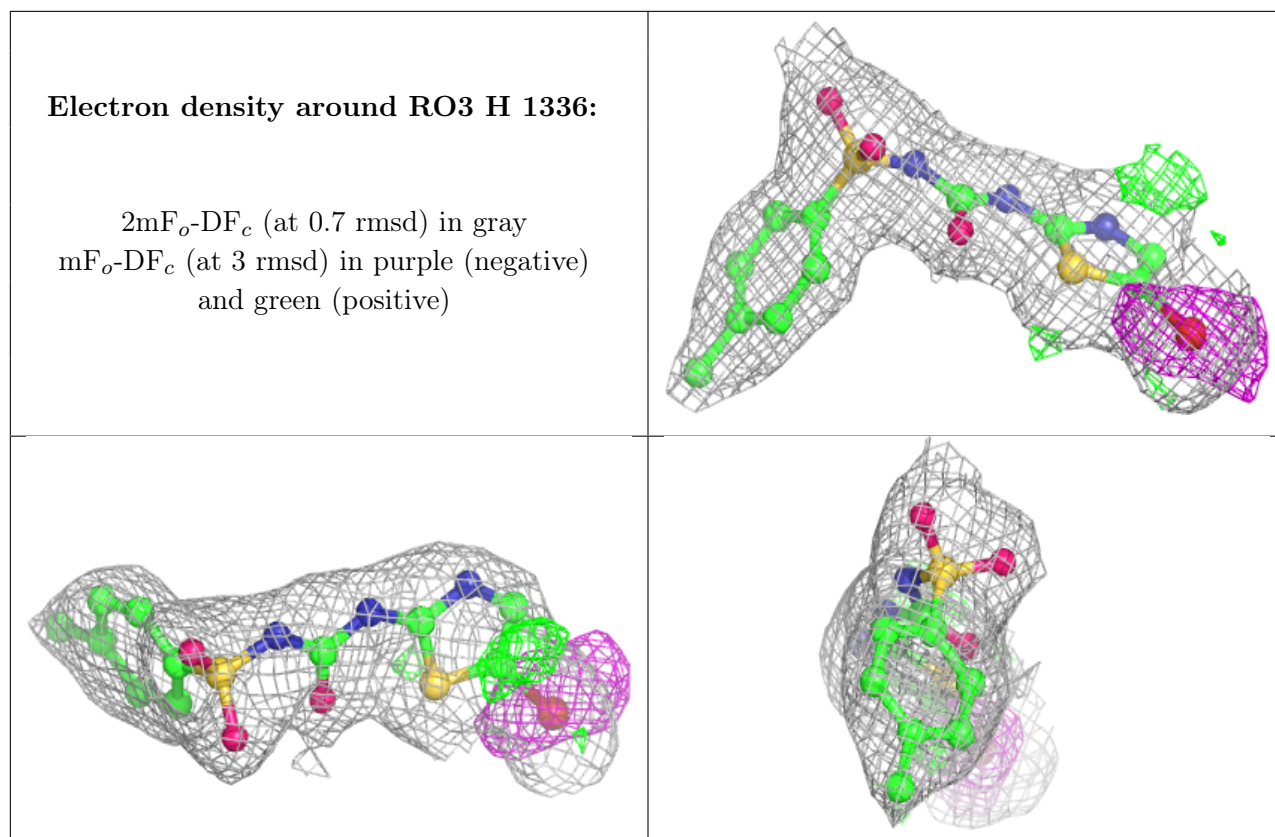 Electron density around RO3 H 1336:
2mFo-DFc (at 0.7 rmsd) in gray
mFo-DFc (at 3 rmsd) in purple (negative)
and green (positive)